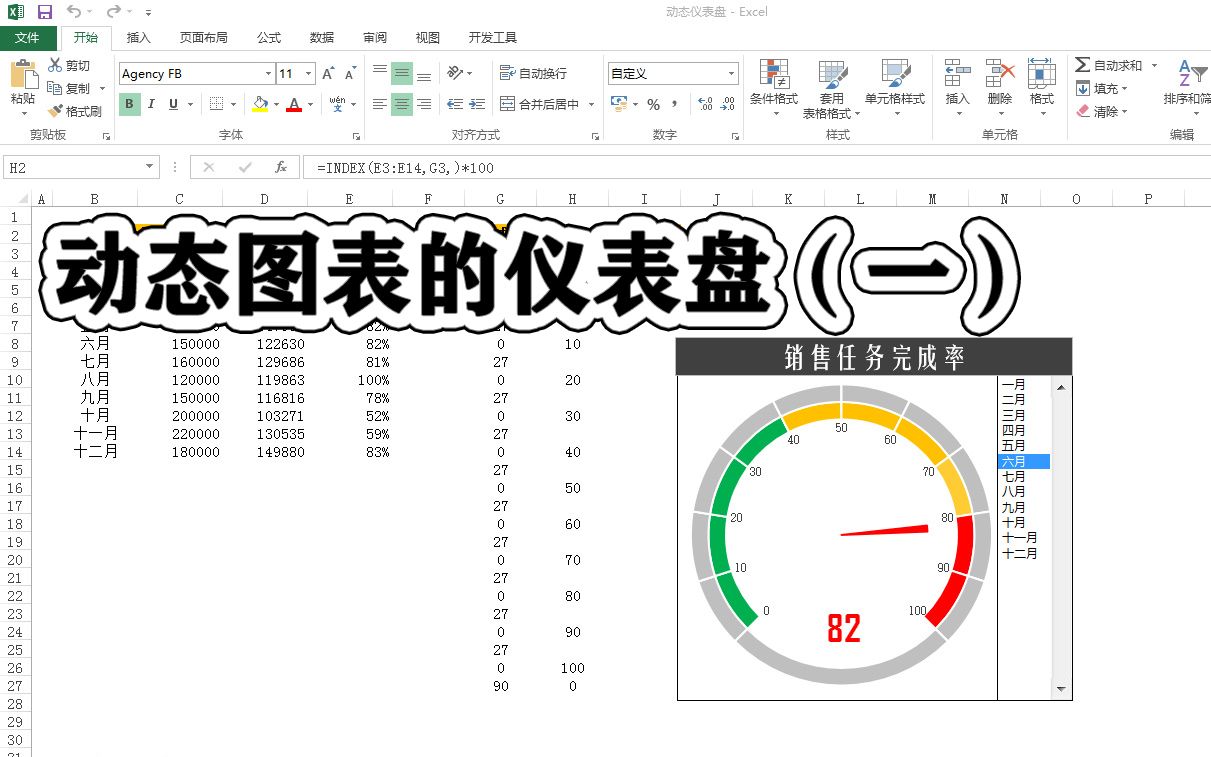 动态仪表盘 - Excel
文件 开始 插入 页面布局 公式 数据 审阅 视图 开发工具
粘贴 剪切 复制 格式刷 剪贴板
Agency FB 11
B I U wén 字体
自动换行 合并后居中 对齐方式
自定义 % 数字
条件格式 套用表格格式 单元格样式 样式
插入 删除 格式 单元格
自动求和 填充 清除 排序和筛 编辑
H2 fx =INDEX(E3:E14,G3,)*100
A B C D E F G H I J K L M N O P
1
2
3
4
5
6
动态图表的仪表盘(一)
7 82%
8 六月 150000 122630 82% 0 10
9 七月 160000 129686 81% 27
10 八月 120000 119863 100% 0 20
11 九月 150000 116816 78% 27
12 十月 200000 103271 52% 0 30
13 十一月 220000 130535 59% 27
14 十二月 180000 149880 83% 0 40
15 27
16 0 50
17 27
18 0 60
19 27
20 0 70
21 27
22 0 80
23 27
24 0 90
25 27
26 0 100
27 90 0
28
29
30
销售任务完成率
0 10 20 30 40 50 60 70 80 90 100
82
一月
二月
三月
四月
五月
六月
七月
八月
九月
十月
十一月
十二月